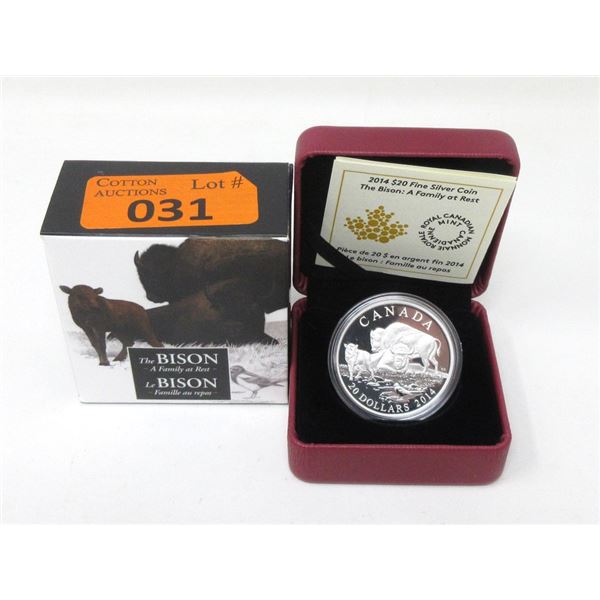 COTTON
AUCTIONS
Lot #
031
The BISON
– A Family at Rest –
Le BISON
– Famille au repos –
2014 $20 Fine Silver Coin
The Bison: A Family at Rest
ROYAL CANADIAN MINT
MONNAIE ROYALE CANADIENNE
Pièce de 20 $ en argent fin 2014
Le bison : Famille au repos
CANADA
20 DOLLARS 2014